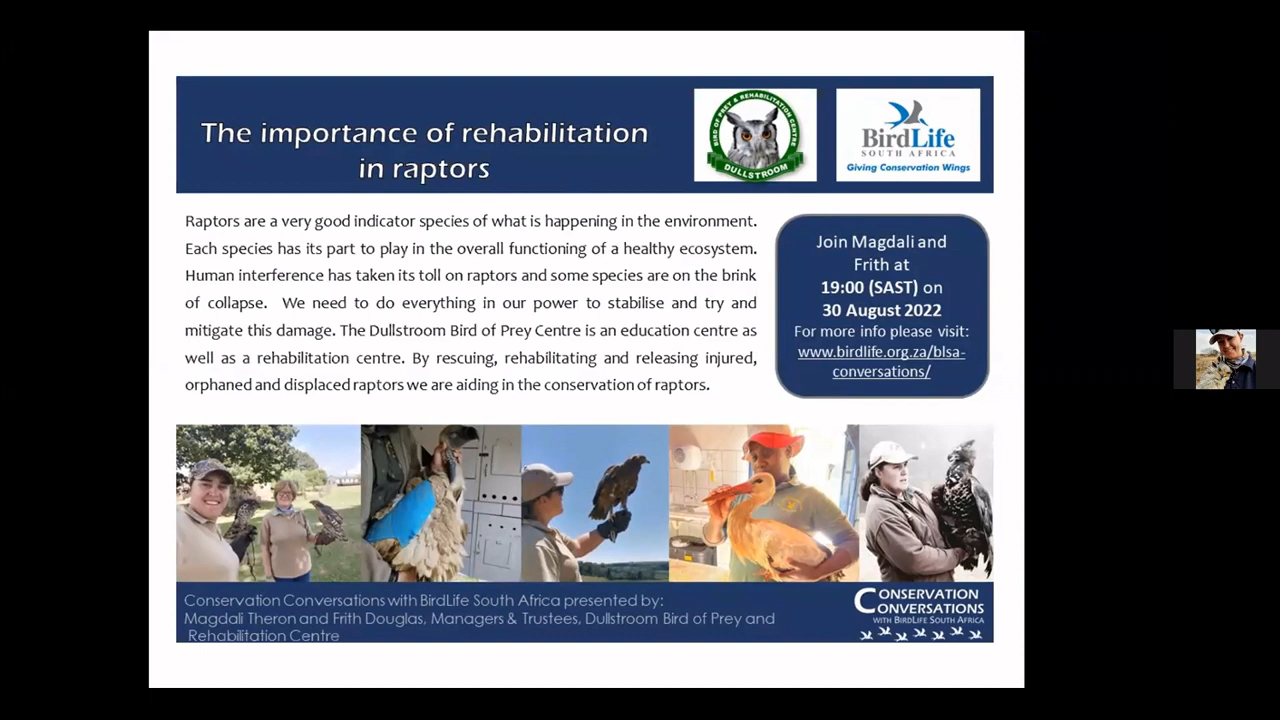 The importance of rehabilitation
in raptors
BIRD OF PREY & REHABILITATION CENTRE
DULLSTROOM
BirdLife
SOUTH AFRICA
Giving Conservation Wings
Raptors are a very good indicator species of what is happening in the environment.
Each species has its part to play in the overall functioning of a healthy ecosystem.
Human interference has taken its toll on raptors and some species are on the brink
of collapse. We need to do everything in our power to stabilise and try and
mitigate this damage. The Dullstroom Bird of Prey Centre is an education centre as
well as a rehabilitation centre. By rescuing, rehabilitating and releasing injured,
orphaned and displaced raptors we are aiding in the conservation of raptors.
Join Magdali and
Frith at
19:00 (SAST) on
30 August 2022
For more info please visit:
www.birdlife.org.za/blsa-
conversations/
Conservation Conversations with BirdLife South Africa presented by:
Magdali Theron and Frith Douglas, Managers & Trustees, Dullstroom Bird of Prey and
Rehabilitation Centre
CONSERVATION
CONVERSATIONS
WITH BIRDLIFE SOUTH AFRICA